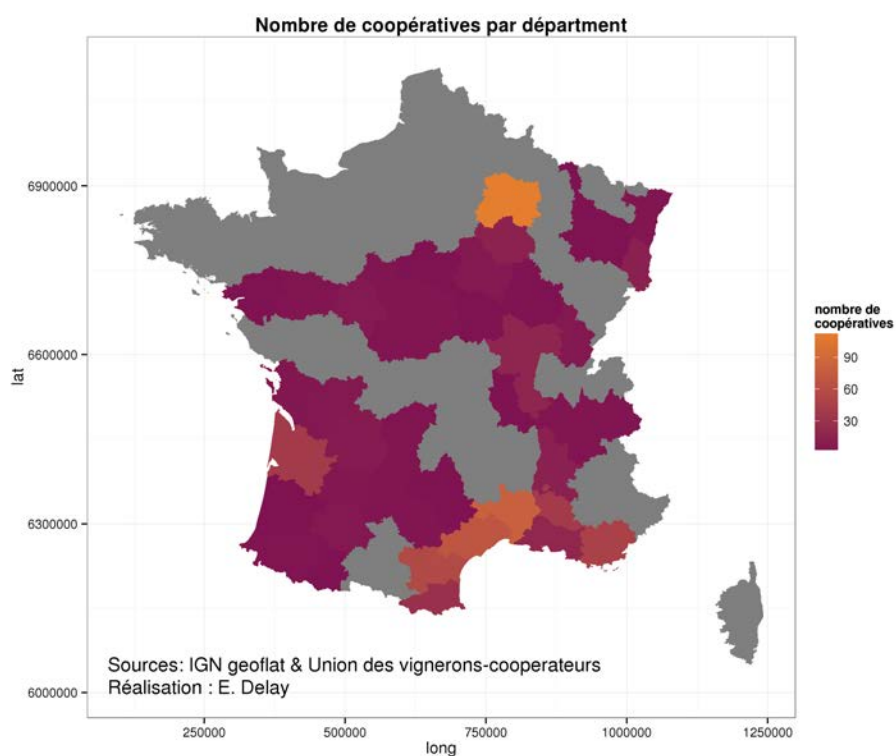 Nombre de coopératives par départment
lat
6900000
6600000
6300000
6000000
nombre de
coopératives
90
60
30
Sources: IGN geoflat & Union des vignerons-cooperateurs
Réalisation : E. Delay
250000 500000 750000 1000000 1250000
long